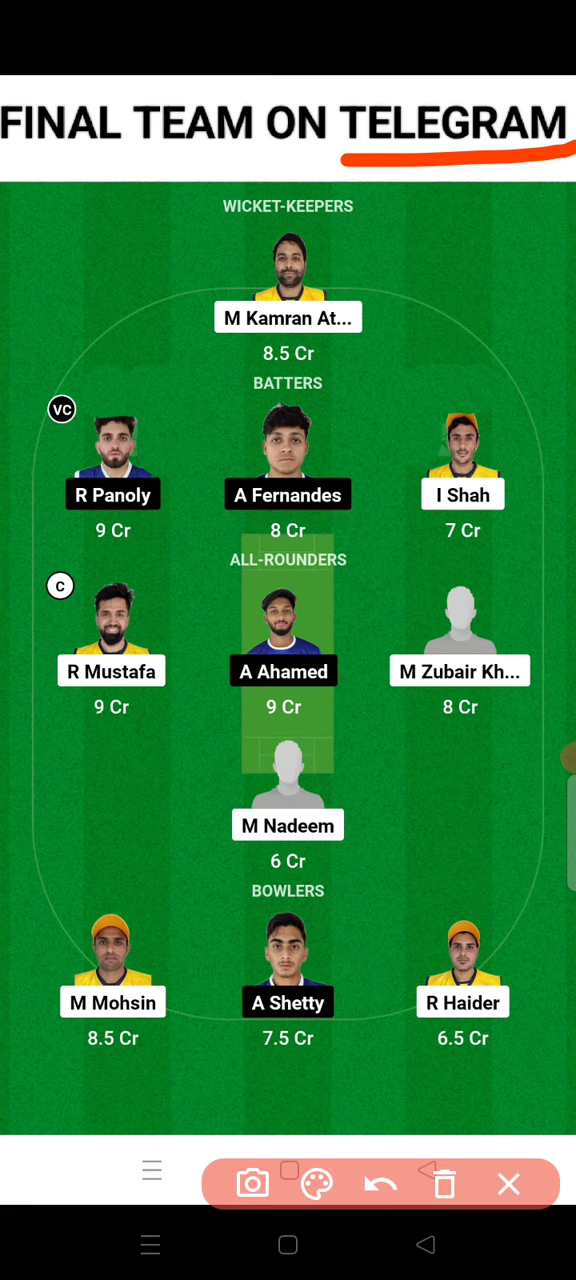 FINAL TEAM ON TELEGRAM
WICKET-KEEPERS
M Kamran At...
8.5 Cr
BATTERS
VC
R Panoly A Fernandes I Shah
9 Cr 8 Cr 7 Cr
ALL-ROUNDERS
C
R Mustafa A Ahamed M Zubair Kh...
9 Cr 9 Cr 8 Cr
M Nadeem
6 Cr
BOWLERS
M Mohsin A Shetty R Haider
8.5 Cr 7.5 Cr 6.5 Cr